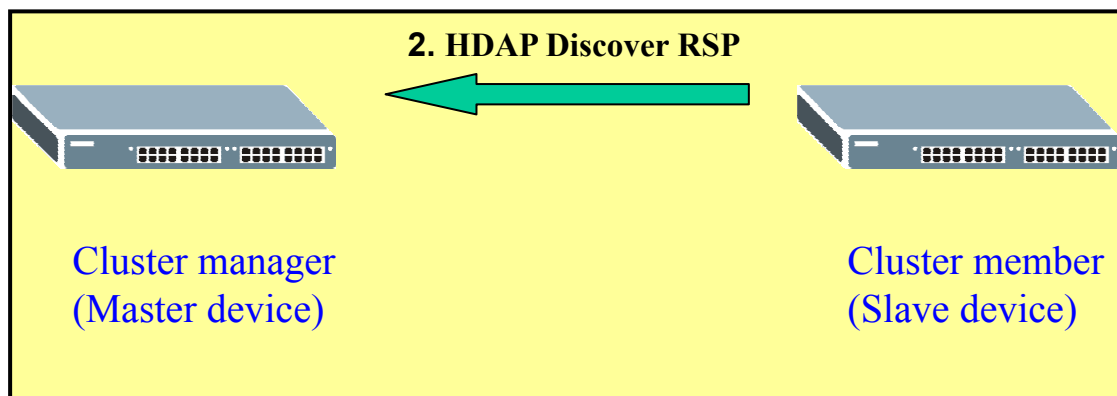 2. HDAP Discover RSP
Cluster manager
(Master device)
Cluster member
(Slave device)